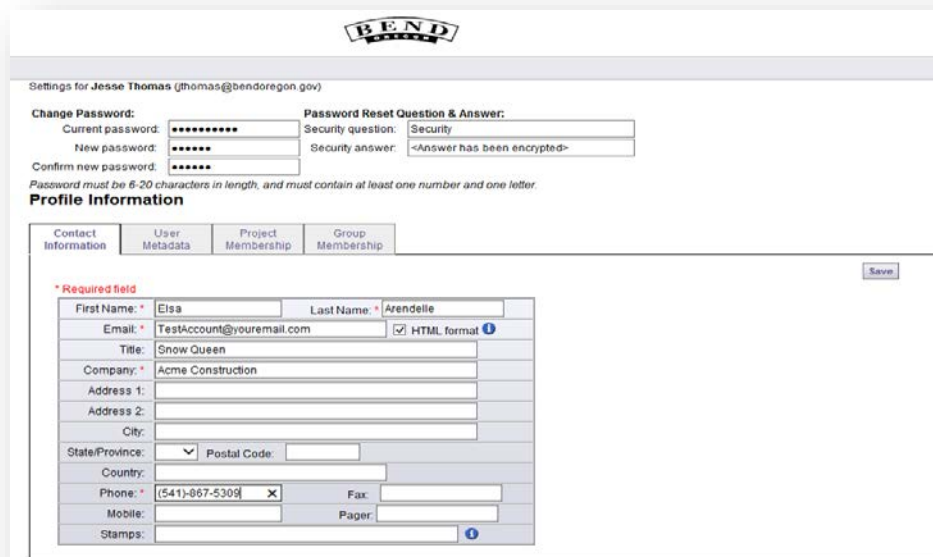 BEND
OREGON
Settings for Jesse Thomas (jthomas@bendoregon.gov)
Change Password: Password Reset Question & Answer:
Current password: •••••••••• Security question: Security
New password: •••••• Security answer: <Answer has been encrypted>
Confirm new password: ••••••
Password must be 6-20 characters in length, and must contain at least one number and one letter.
Profile Information
Contact Information User Metadata Project Membership Group Membership
Save
* Required field
First Name: * Elsa Last Name: * Arendelle
Email: * TestAccount@youremail.com HTML format
Title: Snow Queen
Company: * Acme Construction
Address 1:
Address 2:
City:
State/Province: Postal Code:
Country:
Phone: * (541)-867-5309 Fax:
Mobile: Pager:
Stamps: